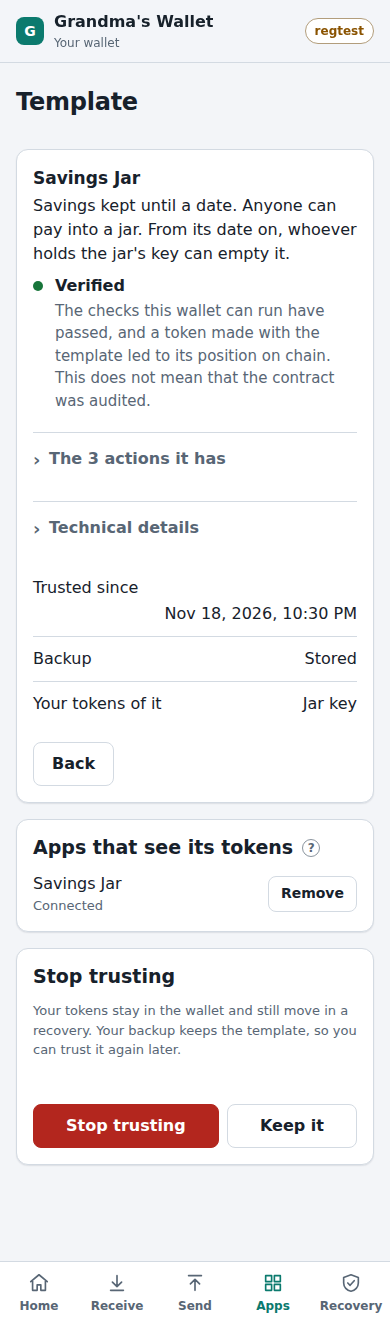 G
Grandma's Wallet
Your wallet
regtest
Template
Savings Jar
Savings kept until a date. Anyone can
pay into a jar. From its date on, whoever
holds the jar's key can empty it.
Verified
The checks this wallet can run have
passed, and a token made with the
template led to its position on chain.
This does not mean that the contract
was audited.
› The 3 actions it has
› Technical details
Trusted since
Nov 18, 2026, 10:30 PM
Backup Stored
Your tokens of it Jar key
Back
Apps that see its tokens ?
Savings Jar
Connected
Remove
Stop trusting
Your tokens stay in the wallet and still move in a
recovery. Your backup keeps the template, so you
can trust it again later.
Stop trusting Keep it
Home Receive Send Apps Recovery